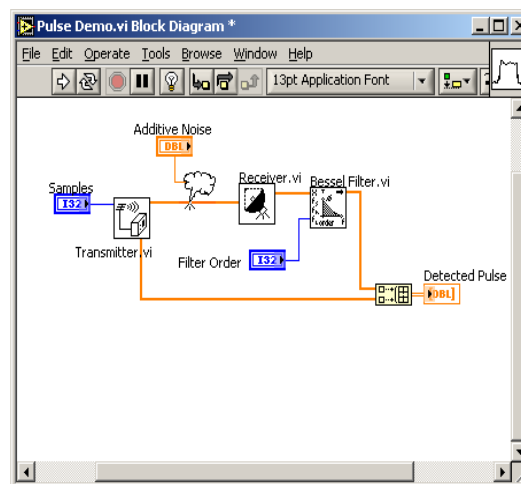 Pulse Demo.vi Block Diagram *
File Edit Operate Tools Browse Window Help
13pt Application Font
Additive Noise
DBL
Samples
I32
Receiver.vi
Bessel Filter.vi
Transmitter.vi
Filter Order
I32
order
Detected Pulse
DBL]